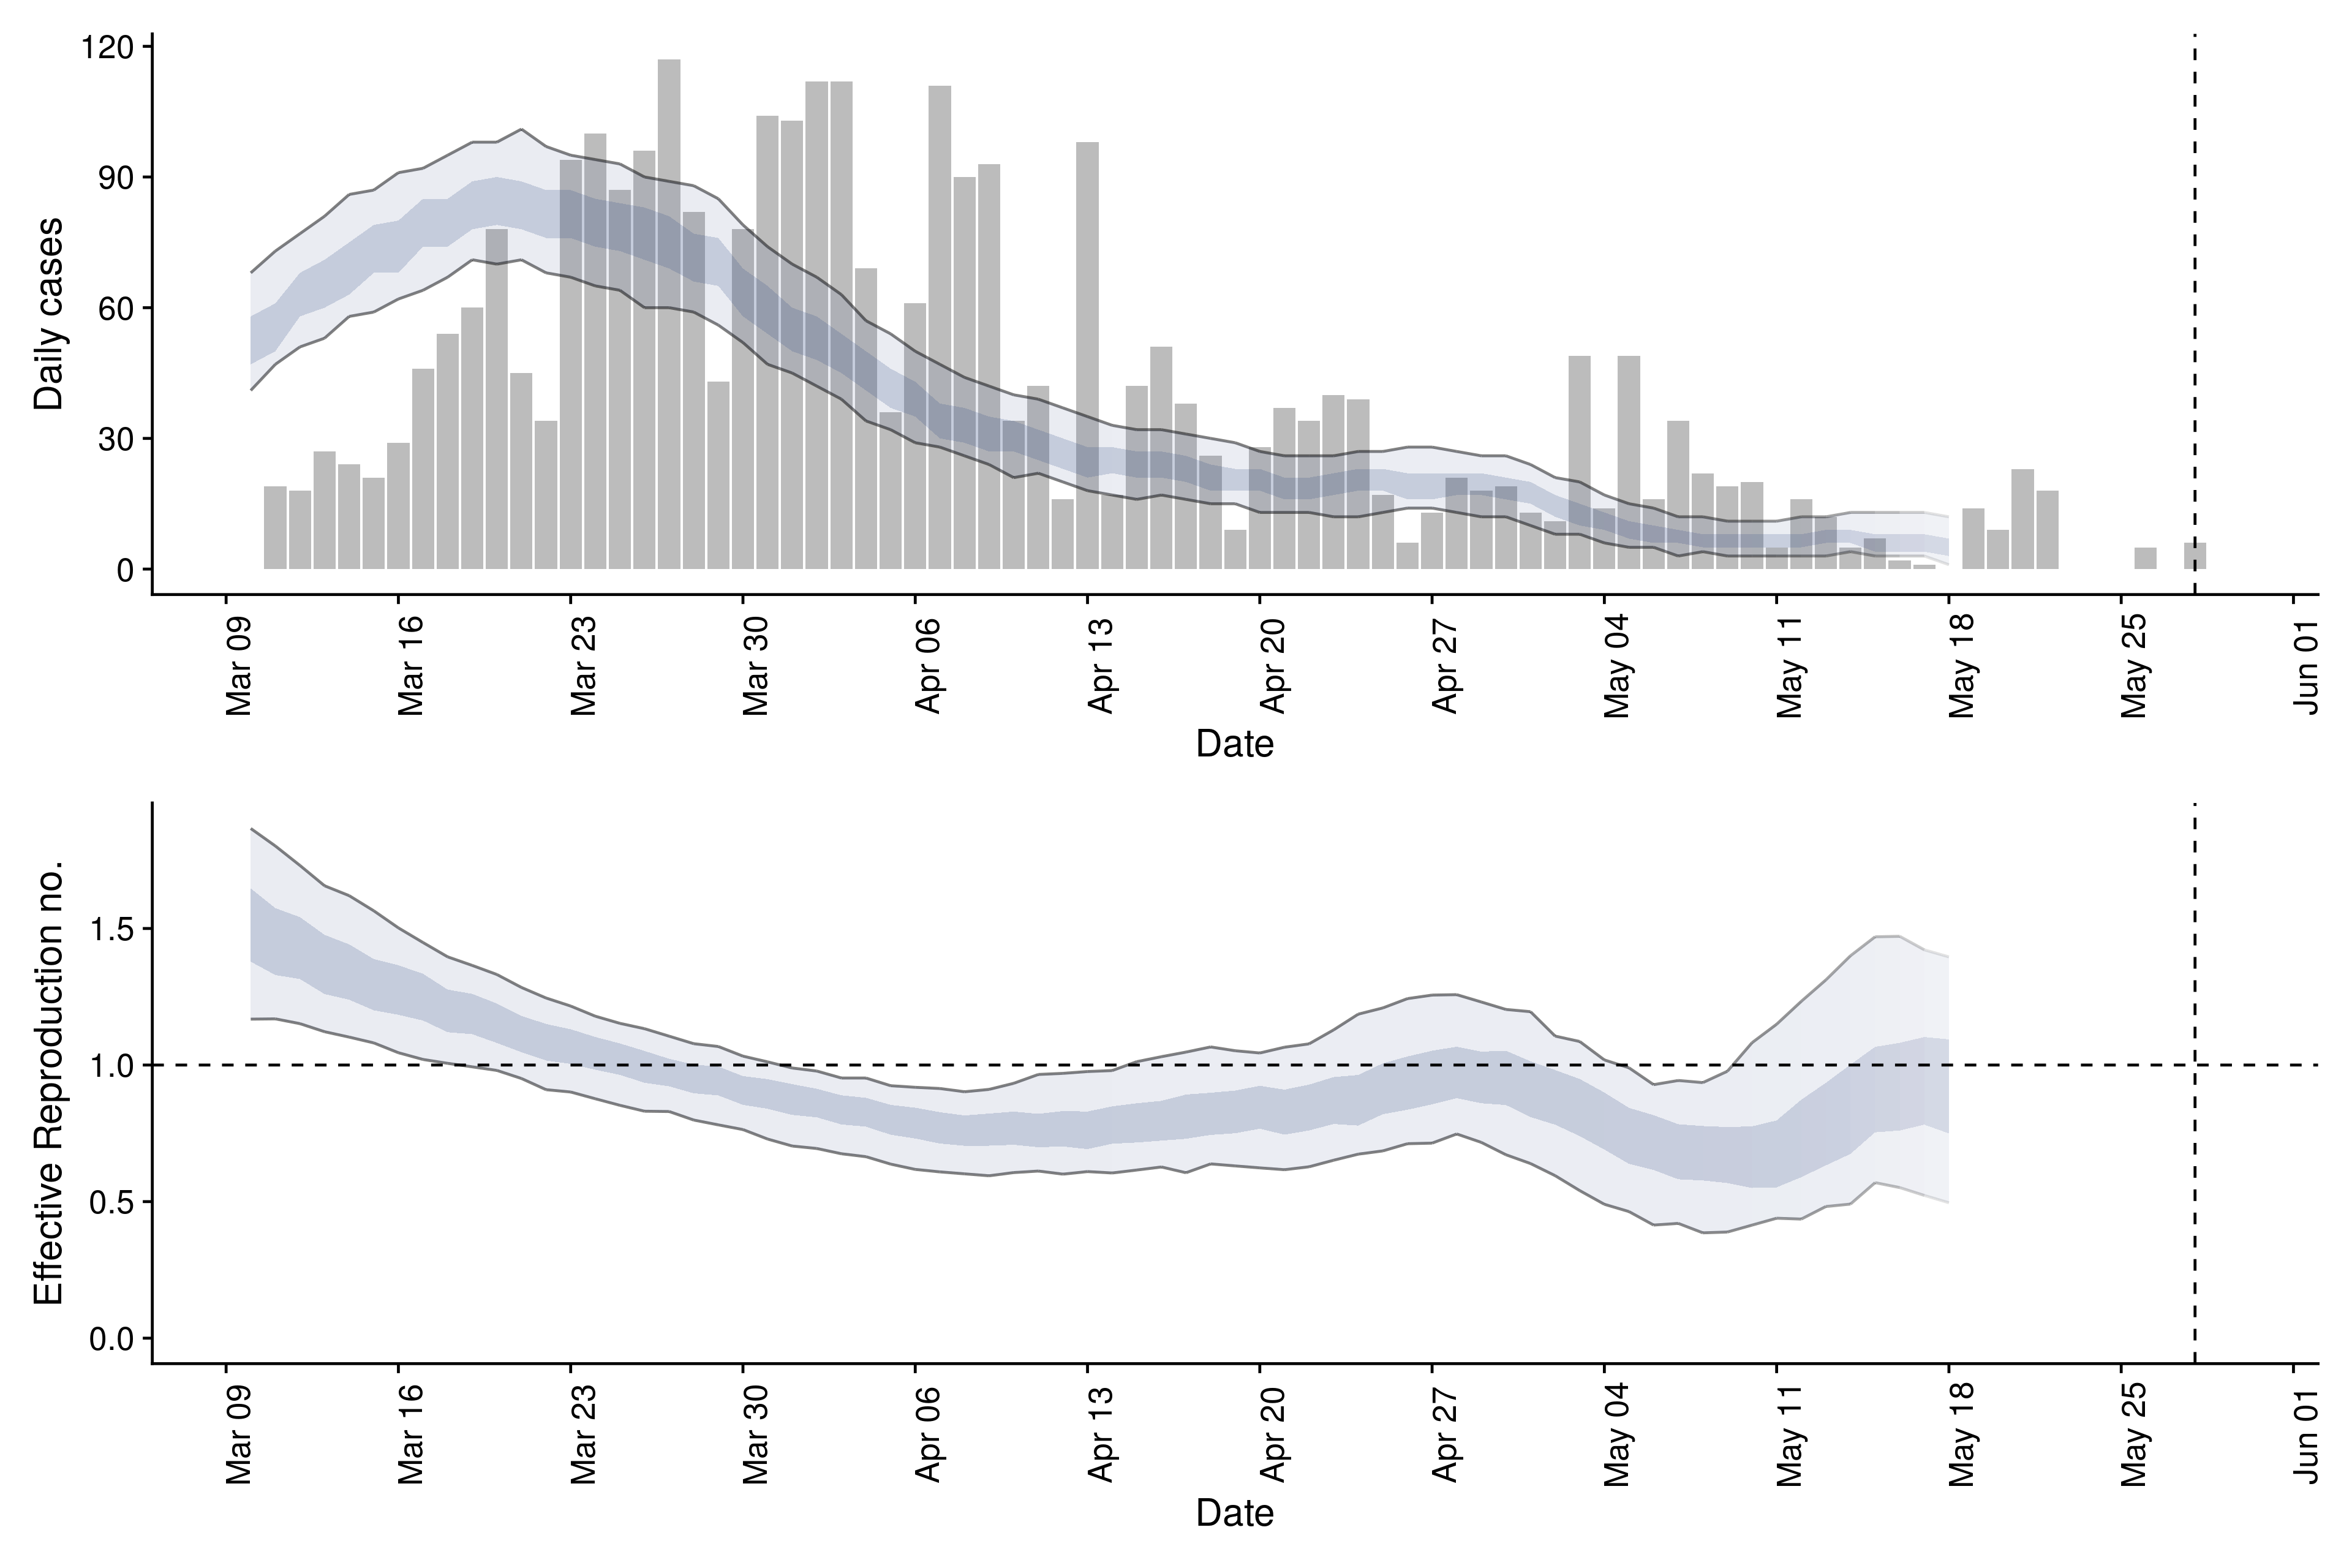 Daily cases
120
90
60
30
0
Mar 09
Mar 16
Mar 23
Mar 30
Apr 06
Apr 13
Apr 20
Apr 27
May 04
May 11
May 18
May 25
Jun 01
Date
Effective Reproduction no.
1.5
1.0
0.5
0.0
Mar 09
Mar 16
Mar 23
Mar 30
Apr 06
Apr 13
Apr 20
Apr 27
May 04
May 11
May 18
May 25
Jun 01
Date